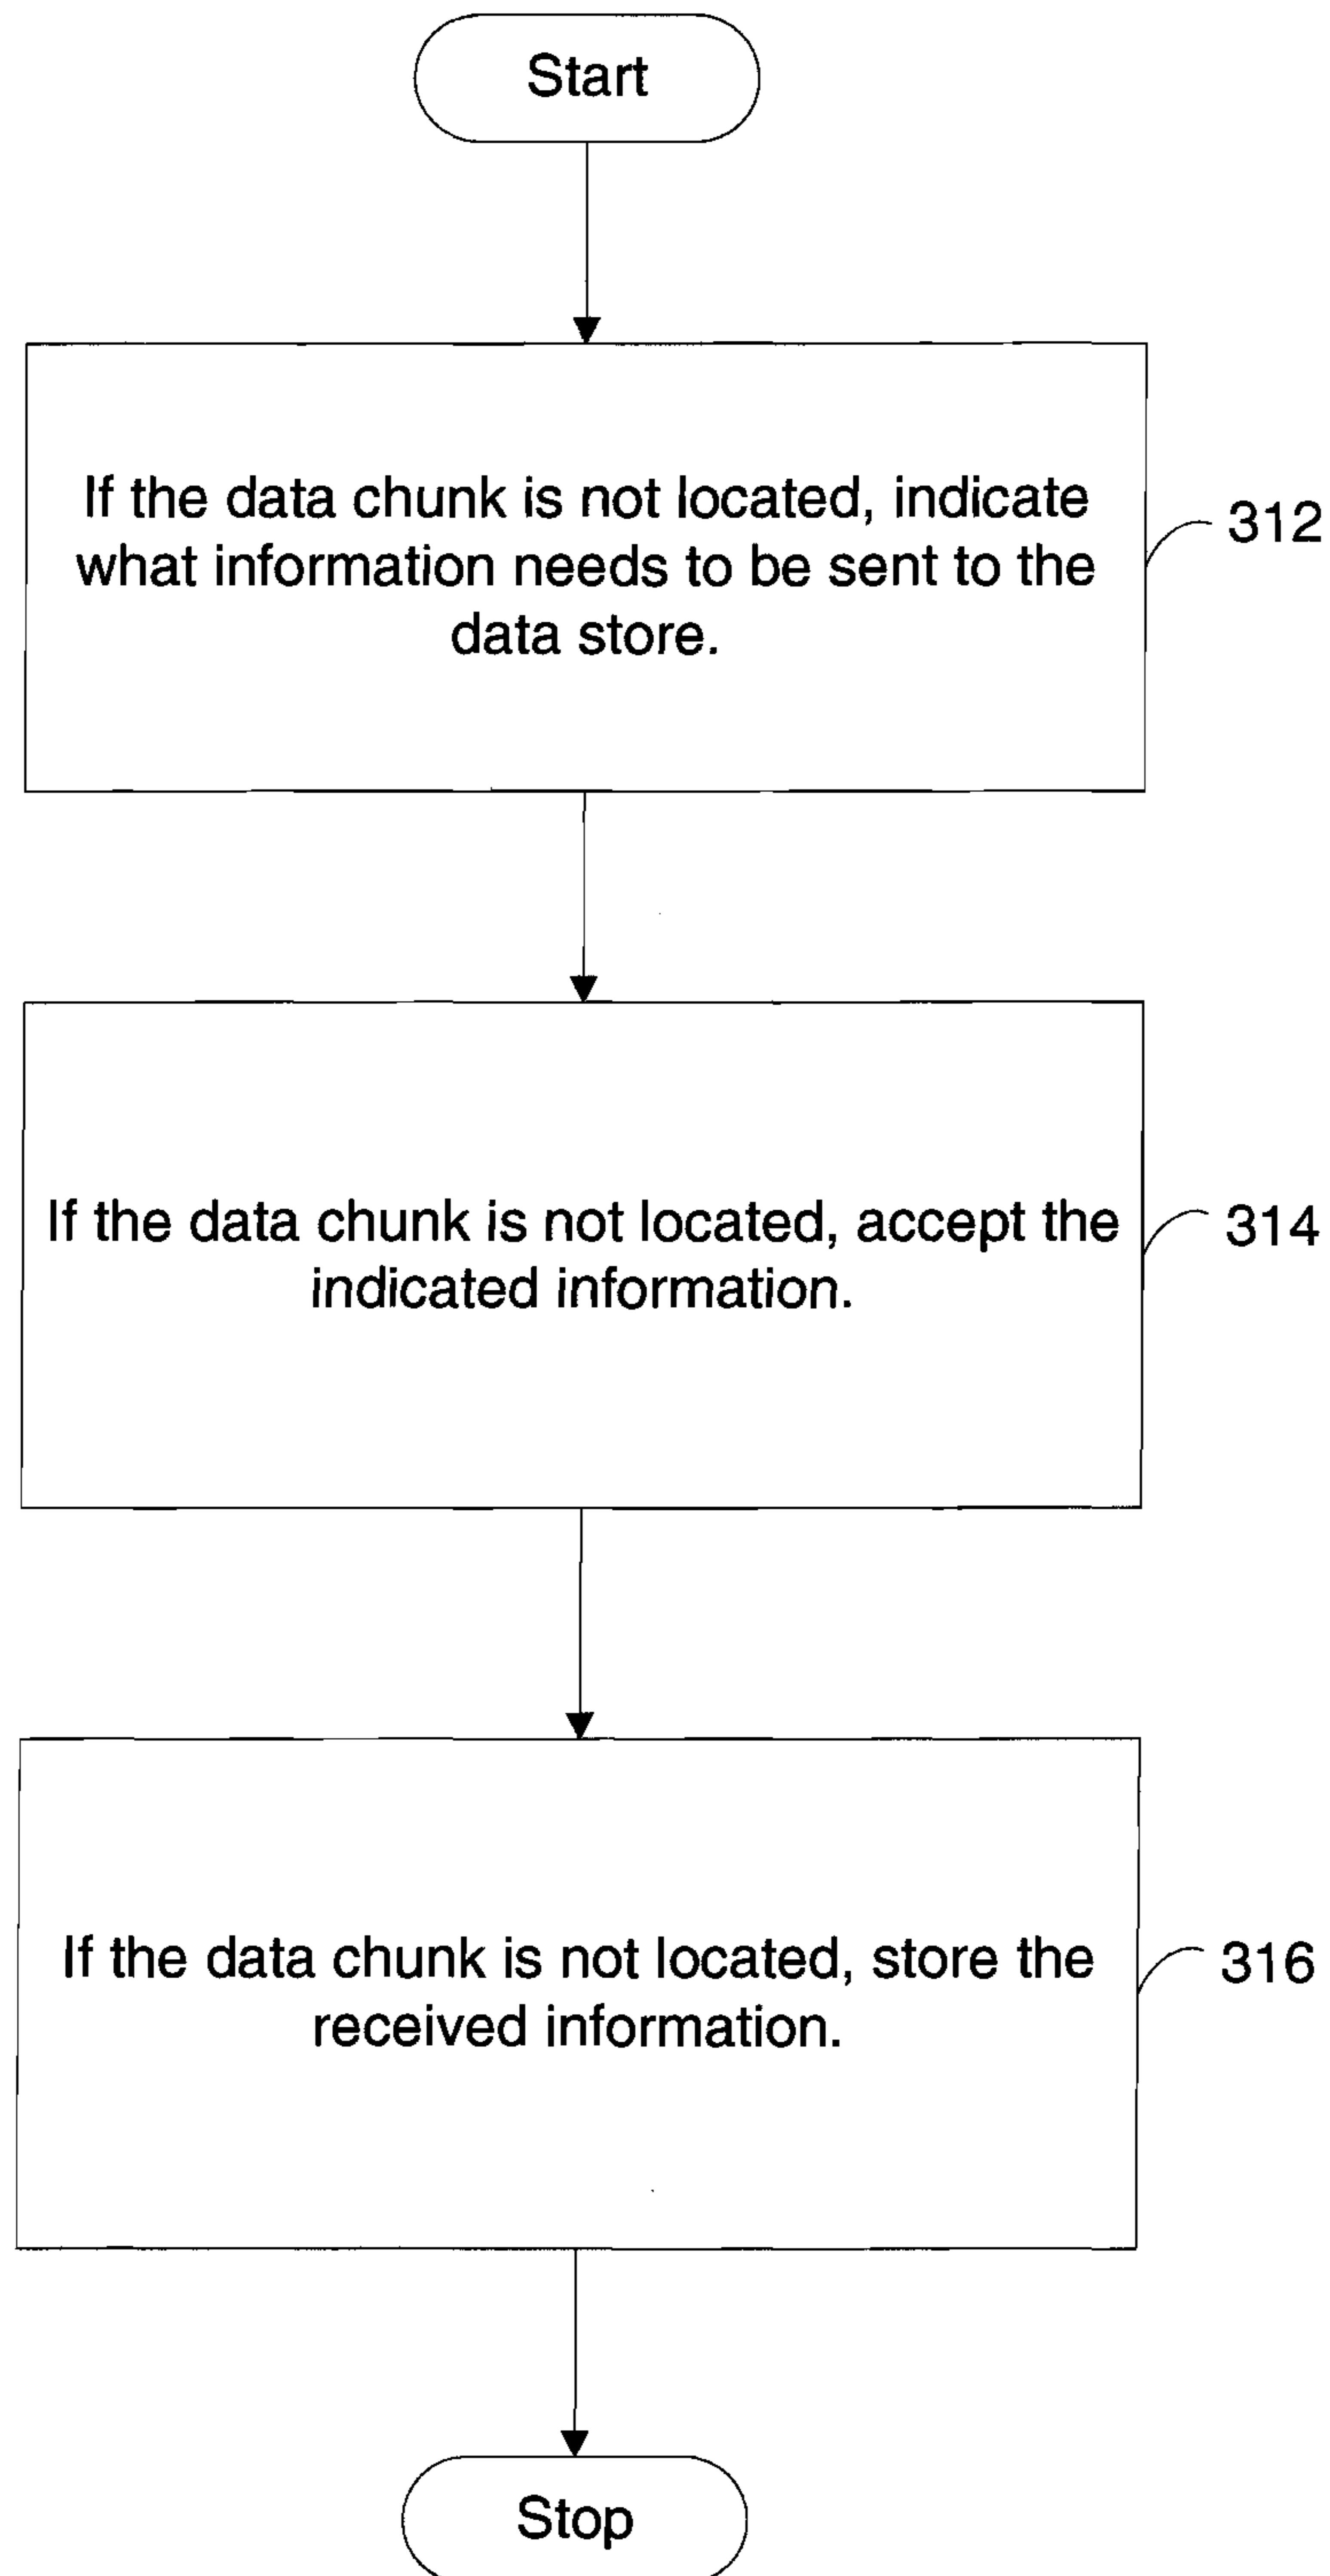 Start
If the data chunk is not located, indicate
what information needs to be sent to the
data store.
312
If the data chunk is not located, accept the
indicated information.
314
If the data chunk is not located, store the
received information.
316
Stop